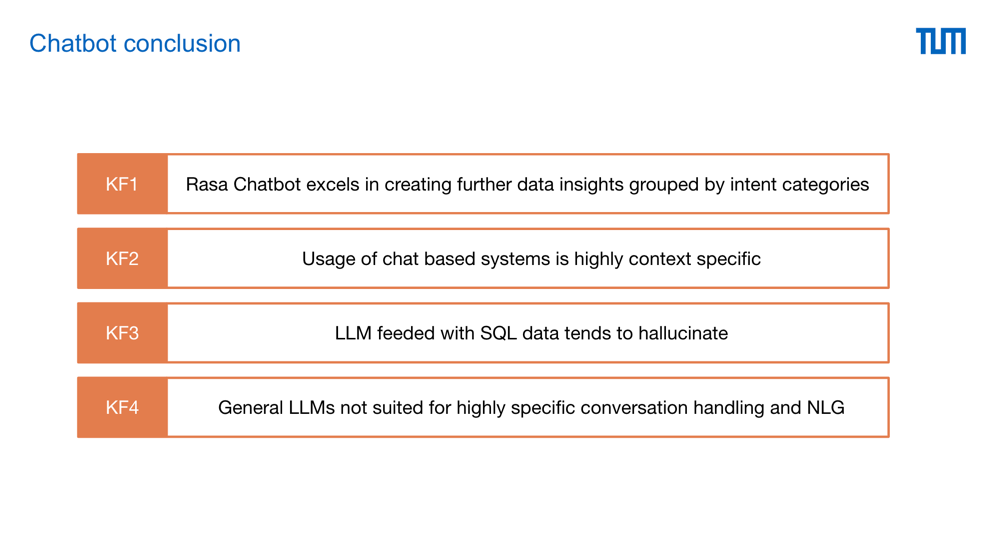 Chatbot conclusion
TUM
KF1
Rasa Chatbot excels in creating further data insights grouped by intent categories
KF2
Usage of chat based systems is highly context specific
KF3
LLM feeded with SQL data tends to hallucinate
KF4
General LLMs not suited for highly specific conversation handling and NLG